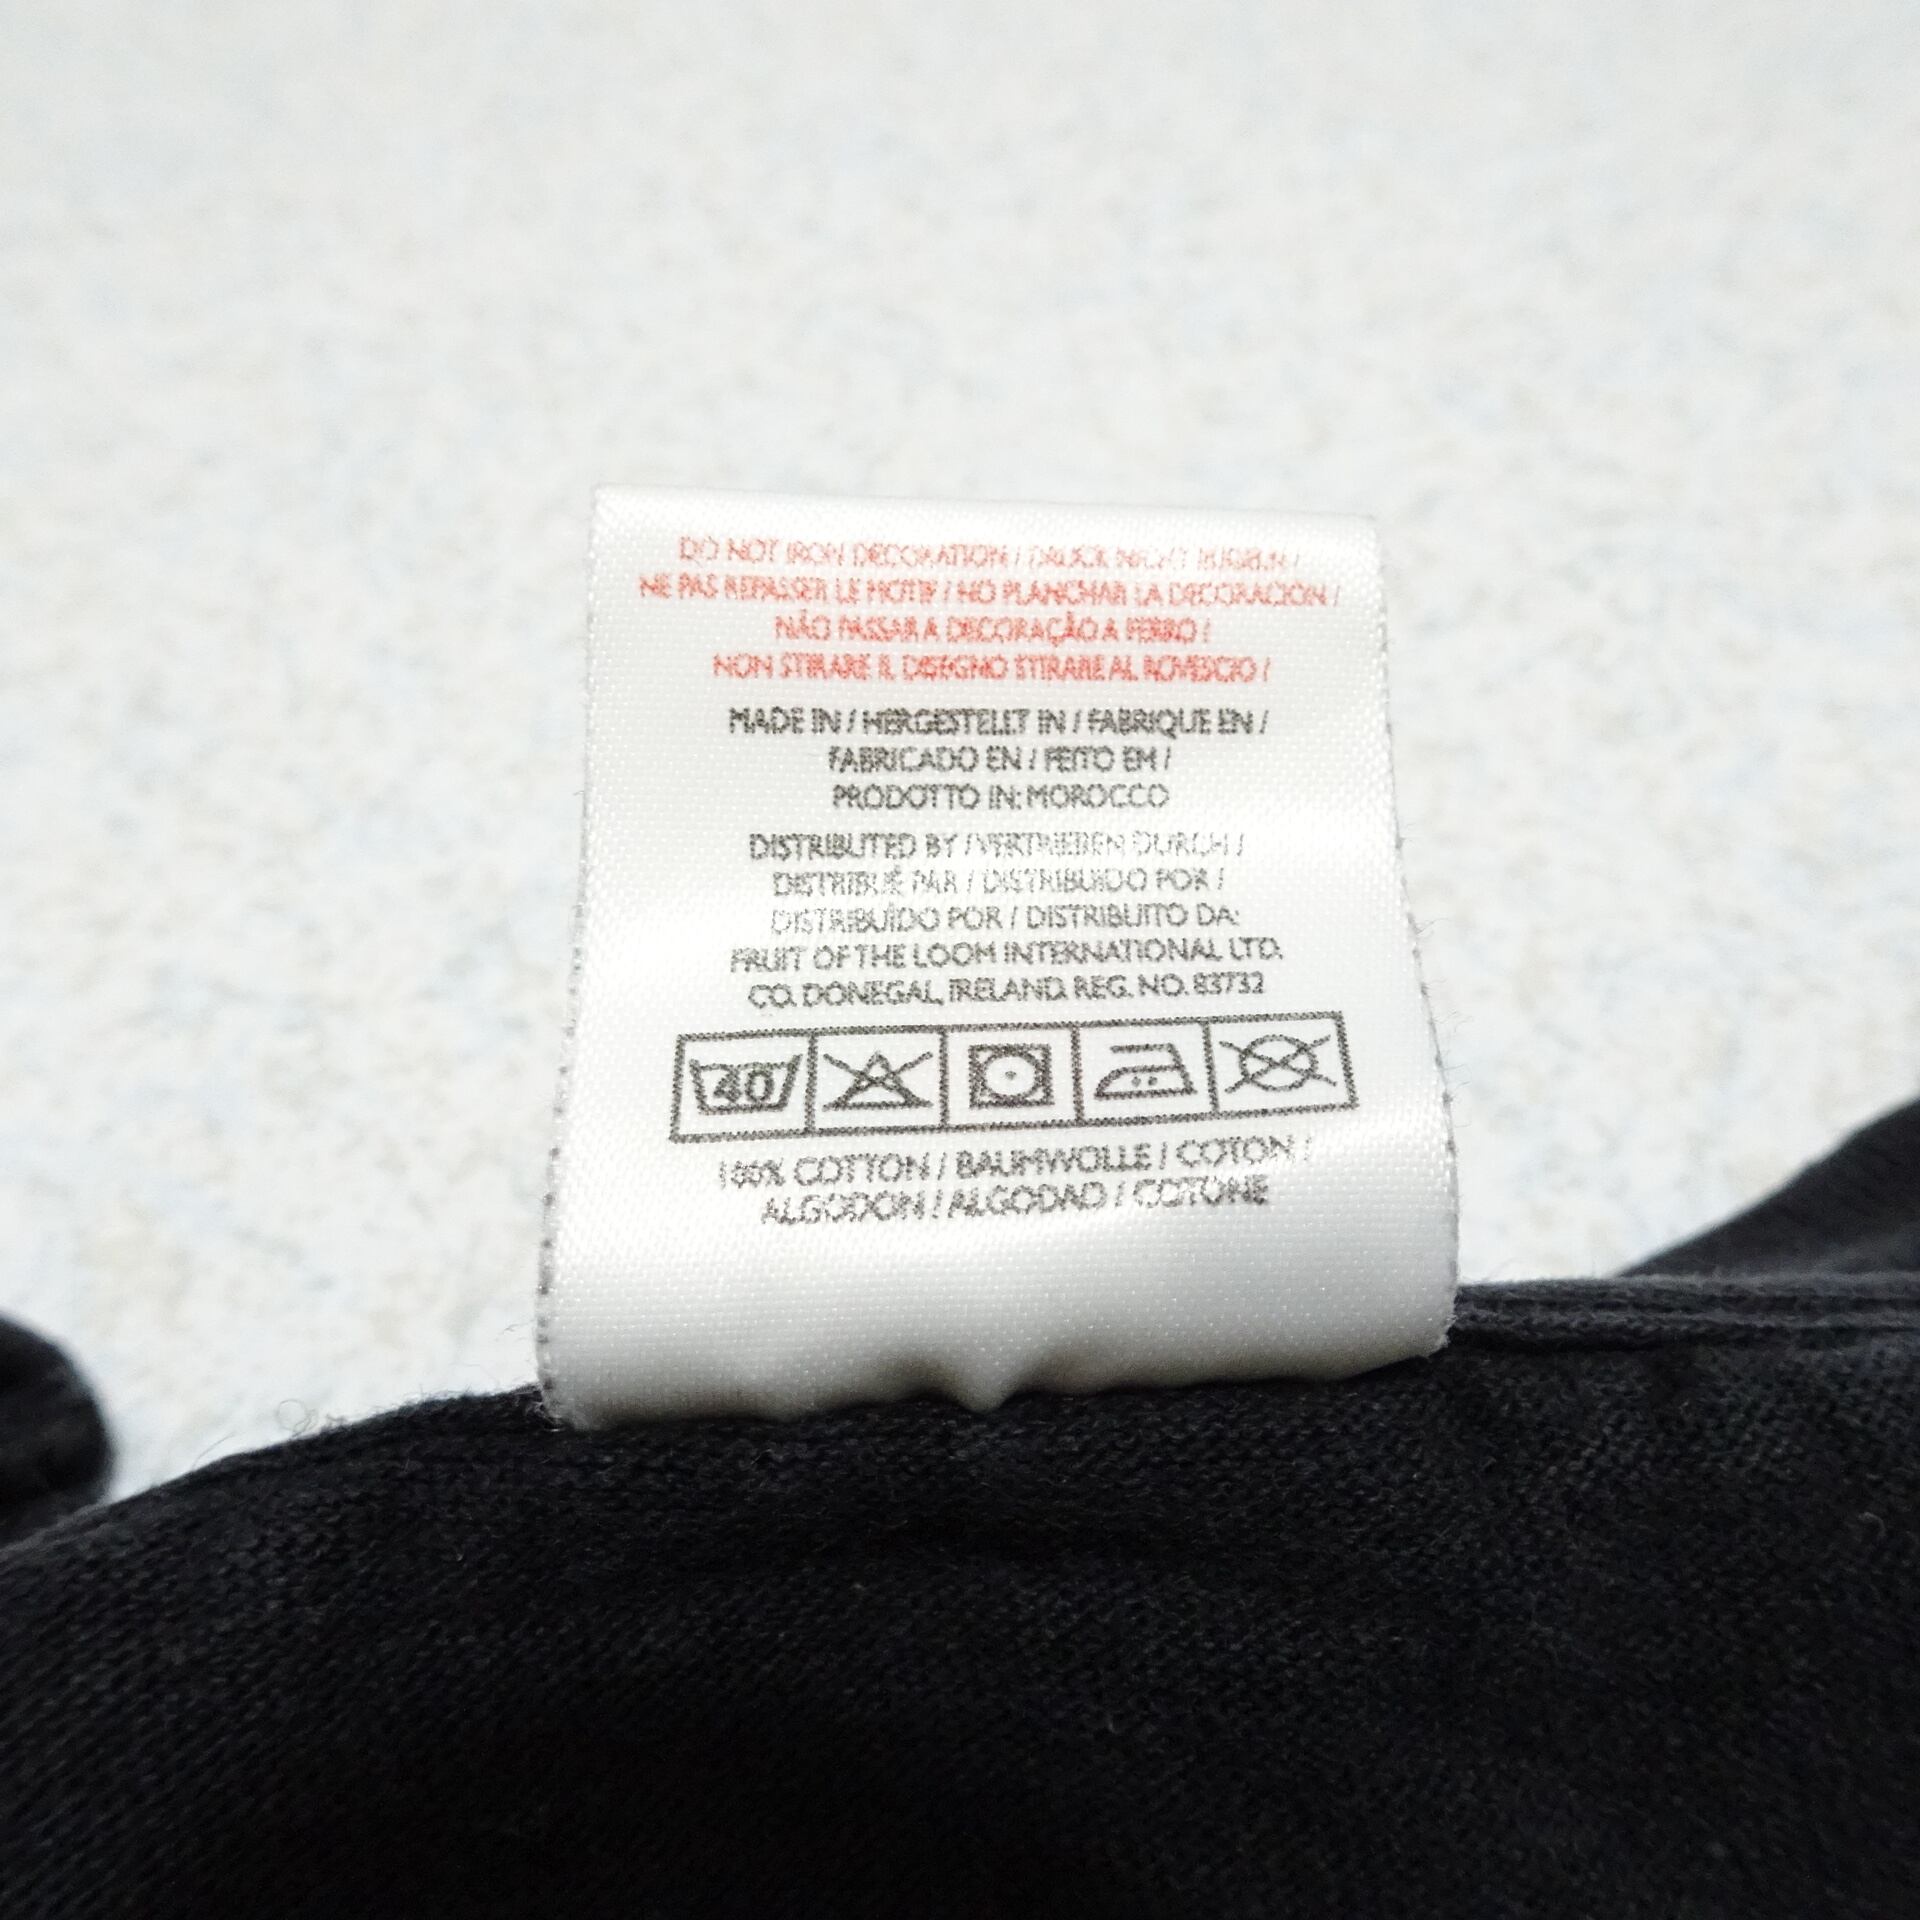 DO NOT IRON DECORATION / DRUCK NICHT BÜGELN /
NE PAS REPASSER LE MOTIF / NO PLANCHAR LA DECORACION /
NÃO PASSAR A DECORAÇÃO A FERRO /
NON STIRARE IL DISEGNO STIRARE AL ROVESCIO /
MADE IN / HERGESTELLT IN / FABRIQUE EN /
FABRICADO EN / FEITO EM /
PRODOTTO IN: MOROCCO
DISTRIBUTED BY / VERTRIEBEN DURCH /
DISTRIBUÉ PAR / DISTRIBUIDO POR /
DISTRIBUÍDO POR / DISTRIBUITO DA:
FRUIT OF THE LOOM INTERNATIONAL LTD.
CO. DONEGAL, IRELAND. REG. NO. 83732
40
100% COTTON / BAUMWOLLE / COTON /
ALGODON / ALGODAO / COTONE